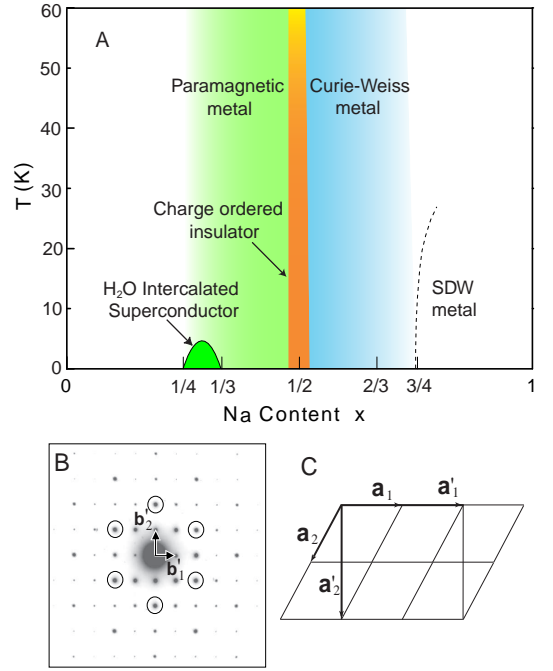 A
60
50
40
30
20
10
0
T (K)
Paramagnetic
metal
Curie-Weiss
metal
Charge ordered
insulator
H₂O Intercalated
Superconductor
SDW
metal
0
1/4
1/3
1/2
2/3
3/4
1
Na Content x
B
b'₂
b'₁
C
a₁
a'₁
a₂
a'₂